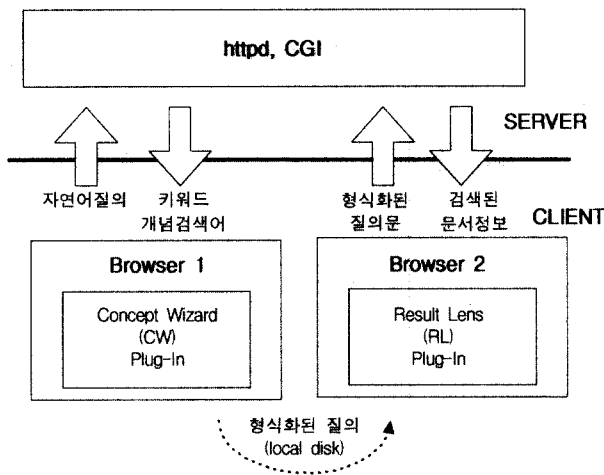 httpd, CGI
SERVER
자연어질의
키워드
개념검색어
형식화된
질의문
검색된
문서정보
CLIENT
Browser 1
Concept Wizard
(CW)
Plug-In
Browser 2
Result Lens
(RL)
Plug-In
형식화된 질의
(local disk)